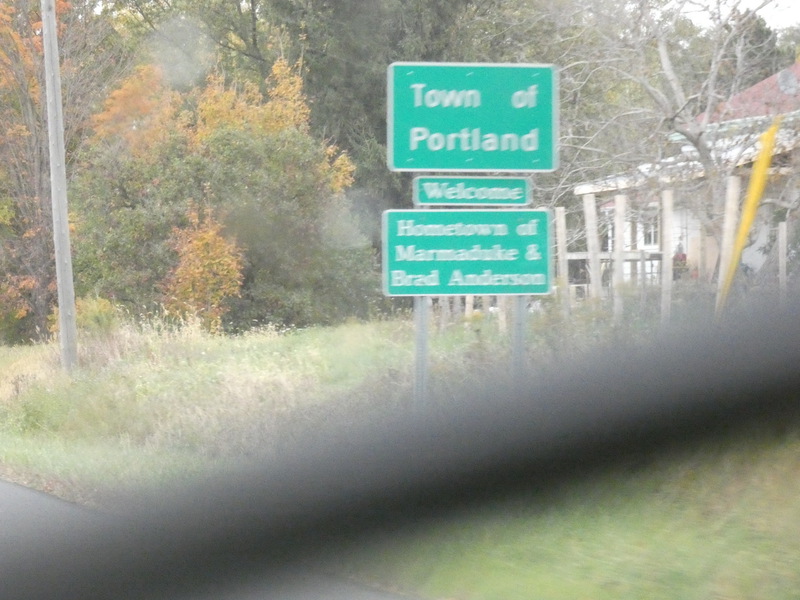 Town of
Portland
Welcome
Hometown of
Marmaduke &
Brad Anderson